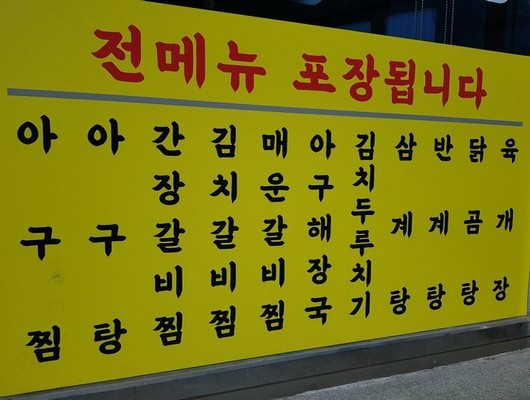 전메뉴 포장됩니다
아구찜
아구탕
간장갈비찜
김치갈비찜
매운갈비찜
아구해장국
김치두루치기
삼계탕
반계탕
닭곰탕
육개장